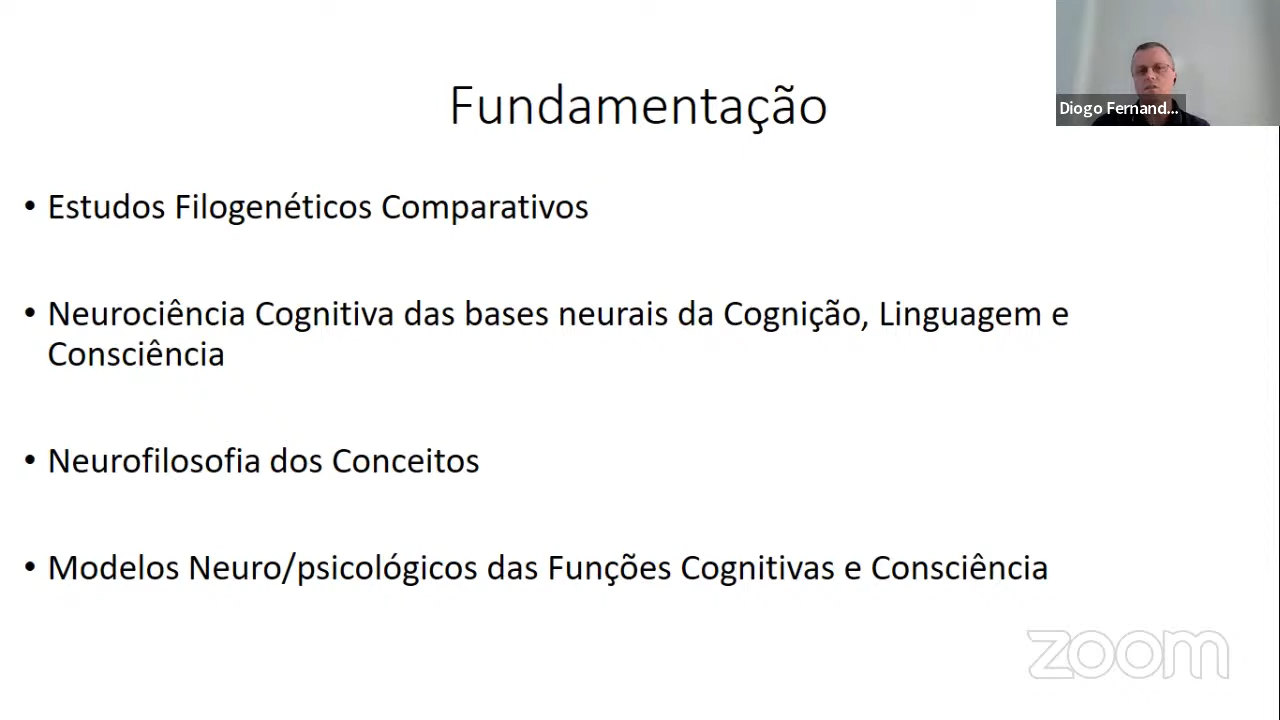 Fundamentação
Diogo Fernand...
• Estudos Filogenéticos Comparativos
• Neurociência Cognitiva das bases neurais da Cognição, Linguagem e
Consciência
• Neurofilosofia dos Conceitos
• Modelos Neuro/psicológicos das Funções Cognitivas e Consciência
zoom